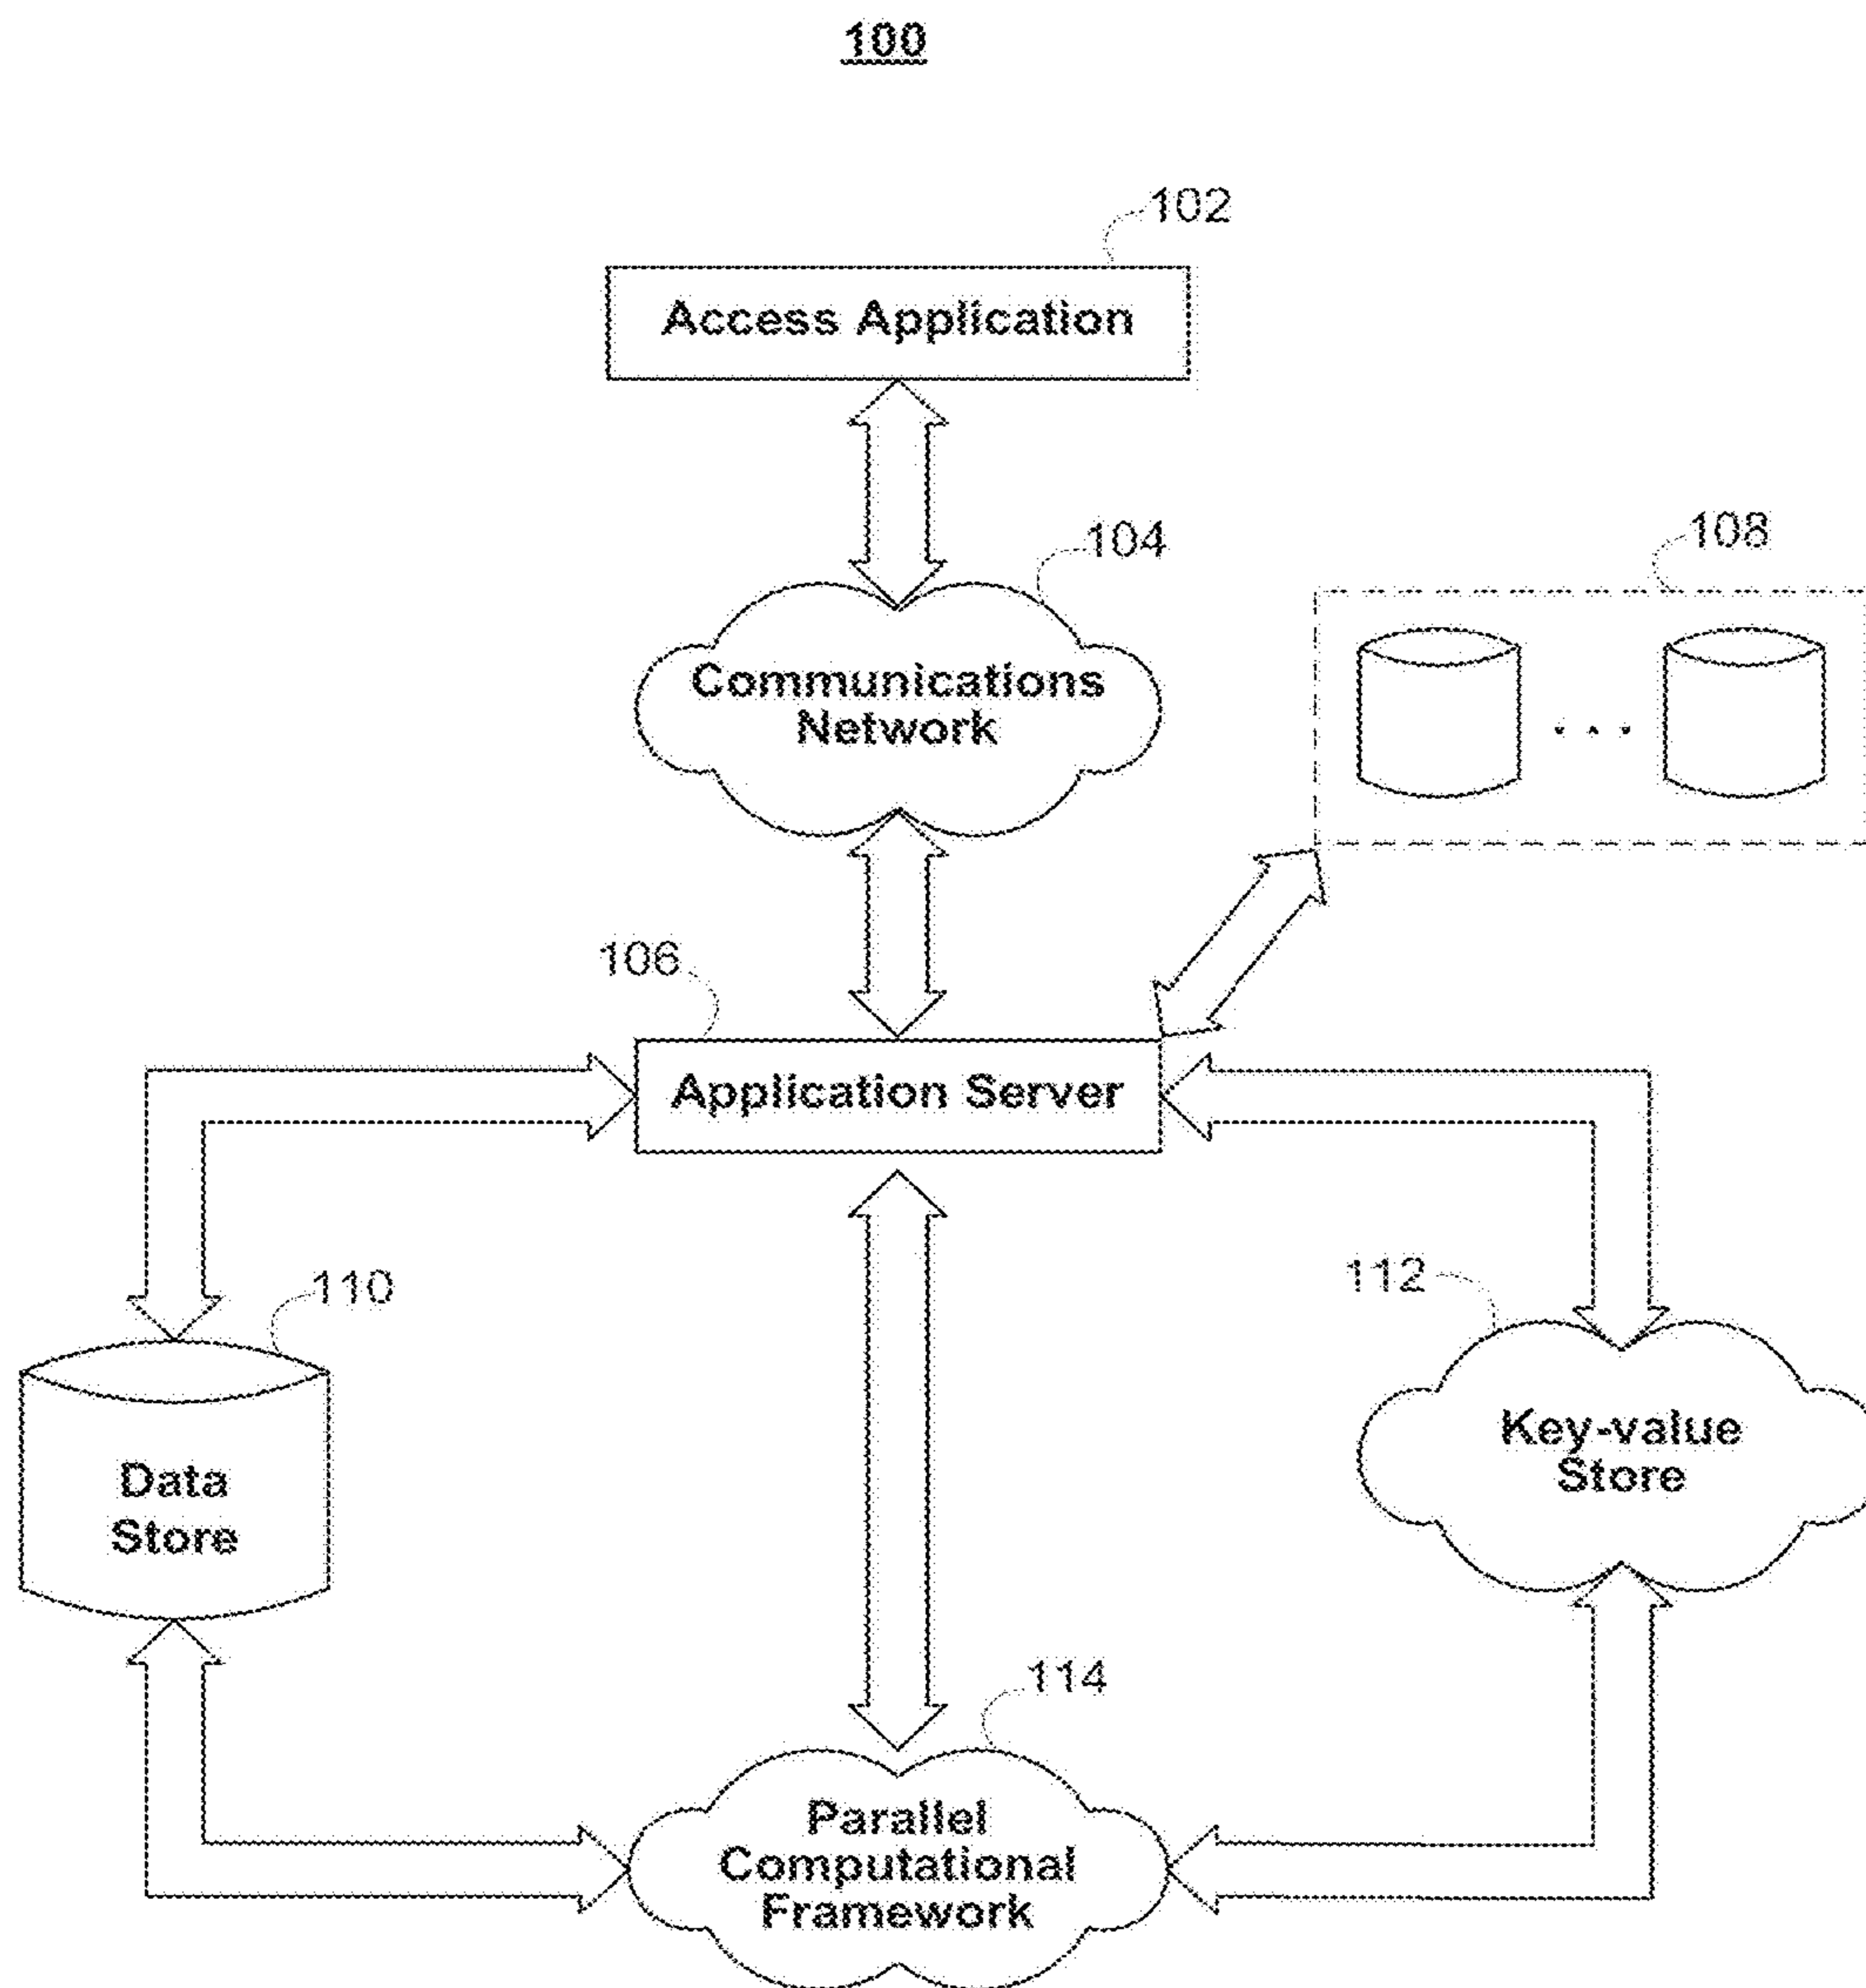 100
102
Access Application
104
108
Communications
Network
106
Application Server
110
112
Data
Store
Key-value
Store
114
Parallel
Computational
Framework